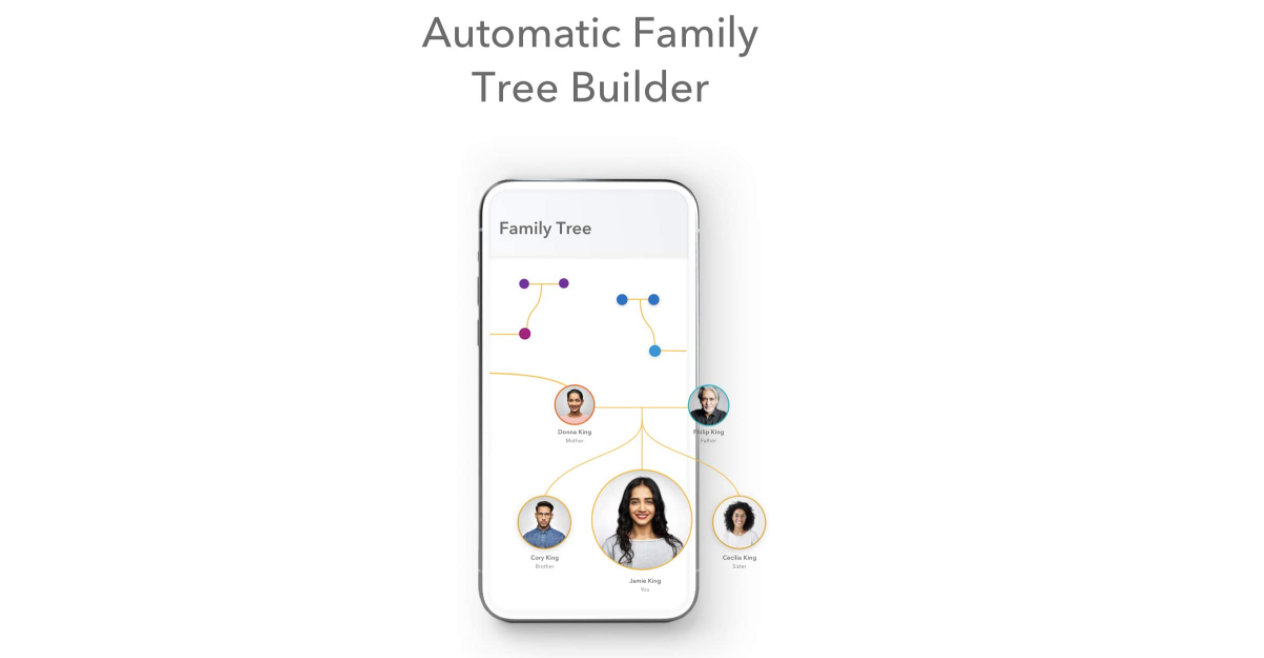 Automatic Family
Tree Builder
Family Tree
Donna King
Mother
Philip King
Father
Cory King
Brother
Jamie King
You
Cecilia King
Sister